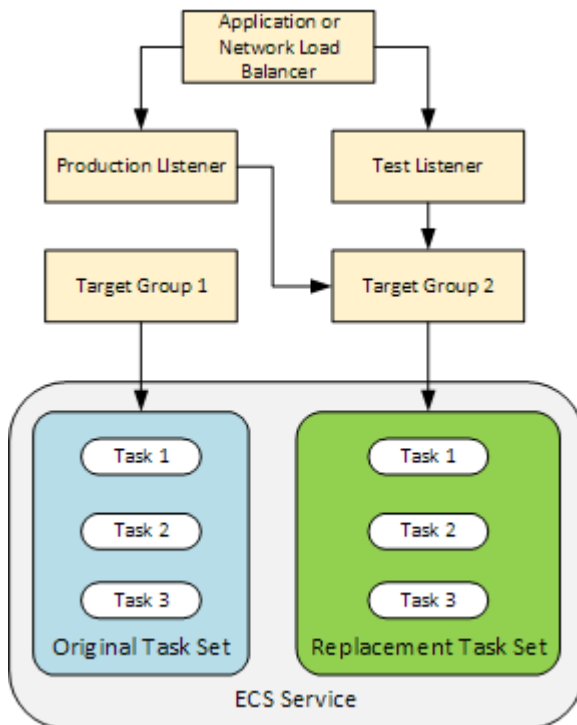 Application or
Network Load
Balancer
Production LIstener
Test Listener
Target Group 1
Target Group 2
Task 1
Task 1
Task 2
Task 2
Task 3
Task 3
Original Task Set
Replacement Task Set
ECS Service